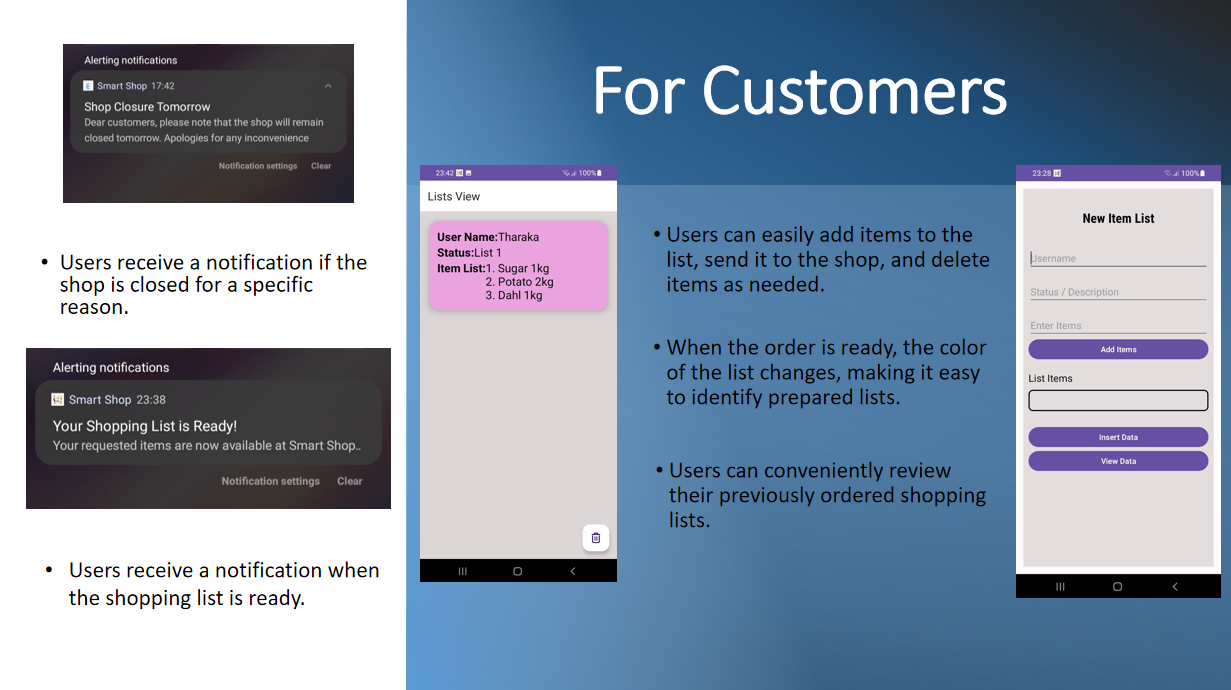 Alerting notifications
Smart Shop 17:42
Shop Closure Tomorrow
Dear customers, please note that the shop will remain
closed tomorrow. Apologies for any inconvenience
Notification settings Clear
• Users receive a notification if the
shop is closed for a specific
reason.
Alerting notifications
Smart Shop 23:38
Your Shopping List is Ready!
Your requested items are now available at Smart Shop..
Notification settings Clear
• Users receive a notification when
the shopping list is ready.
For Customers
23:42 100%
Lists View
User Name:Tharaka
Status:List 1
Item List:1. Sugar 1kg
2. Potato 2kg
3. Dahl 1kg
• Users can easily add items to the
list, send it to the shop, and delete
items as needed.
• When the order is ready, the color
of the list changes, making it easy
to identify prepared lists.
• Users can conveniently review
their previously ordered shopping
lists.
23:28 100%
New Item List
Username
Status / Description
Enter Items
Add Items
List Items
Insert Data
View Data